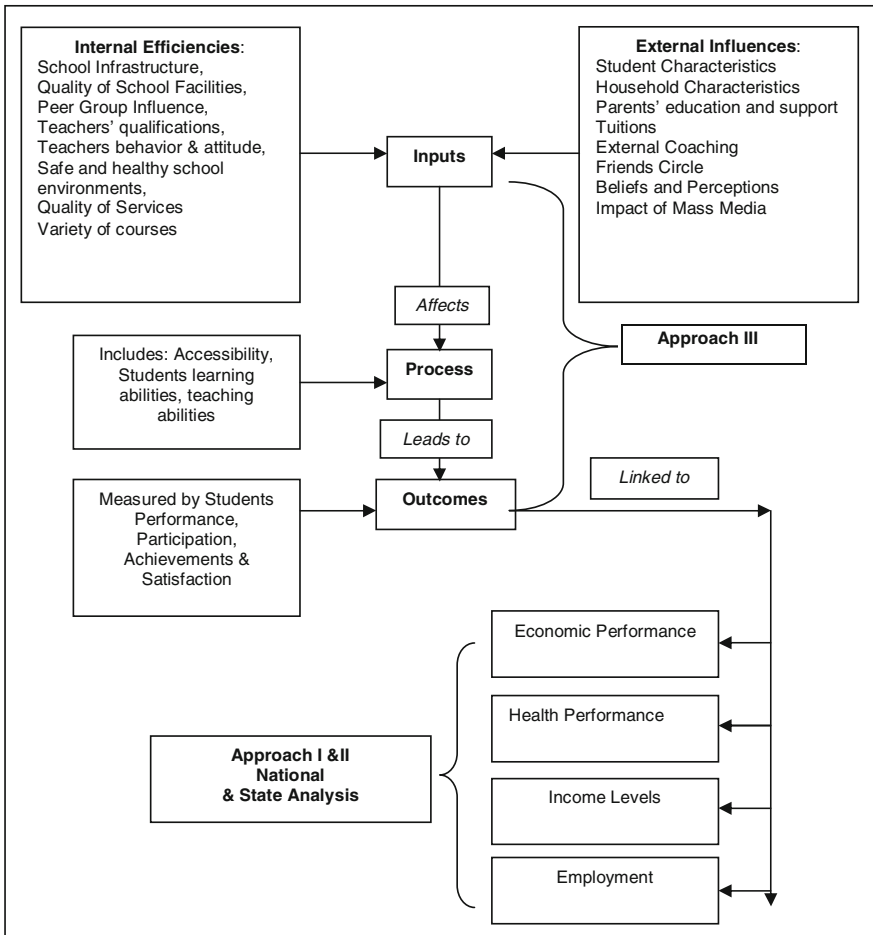 Internal Efficiencies:
School Infrastructure,
Quality of School Facilities,
Peer Group Influence,
Teachers' qualifications,
Teachers behavior & attitude,
Safe and healthy school
environments,
Quality of Services
Variety of courses
External Influences:
Student Characteristics
Household Characteristics
Parents' education and support
Tuitions
External Coaching
Friends Circle
Beliefs and Perceptions
Impact of Mass Media
Inputs
Affects
Approach III
Includes: Accessibility,
Students learning
abilities, teaching
abilities
Process
Leads to
Linked to
Measured by Students
Performance,
Participation,
Achievements &
Satisfaction
Outcomes
Economic Performance
Health Performance
Approach I &II
National
& State Analysis
Income Levels
Employment